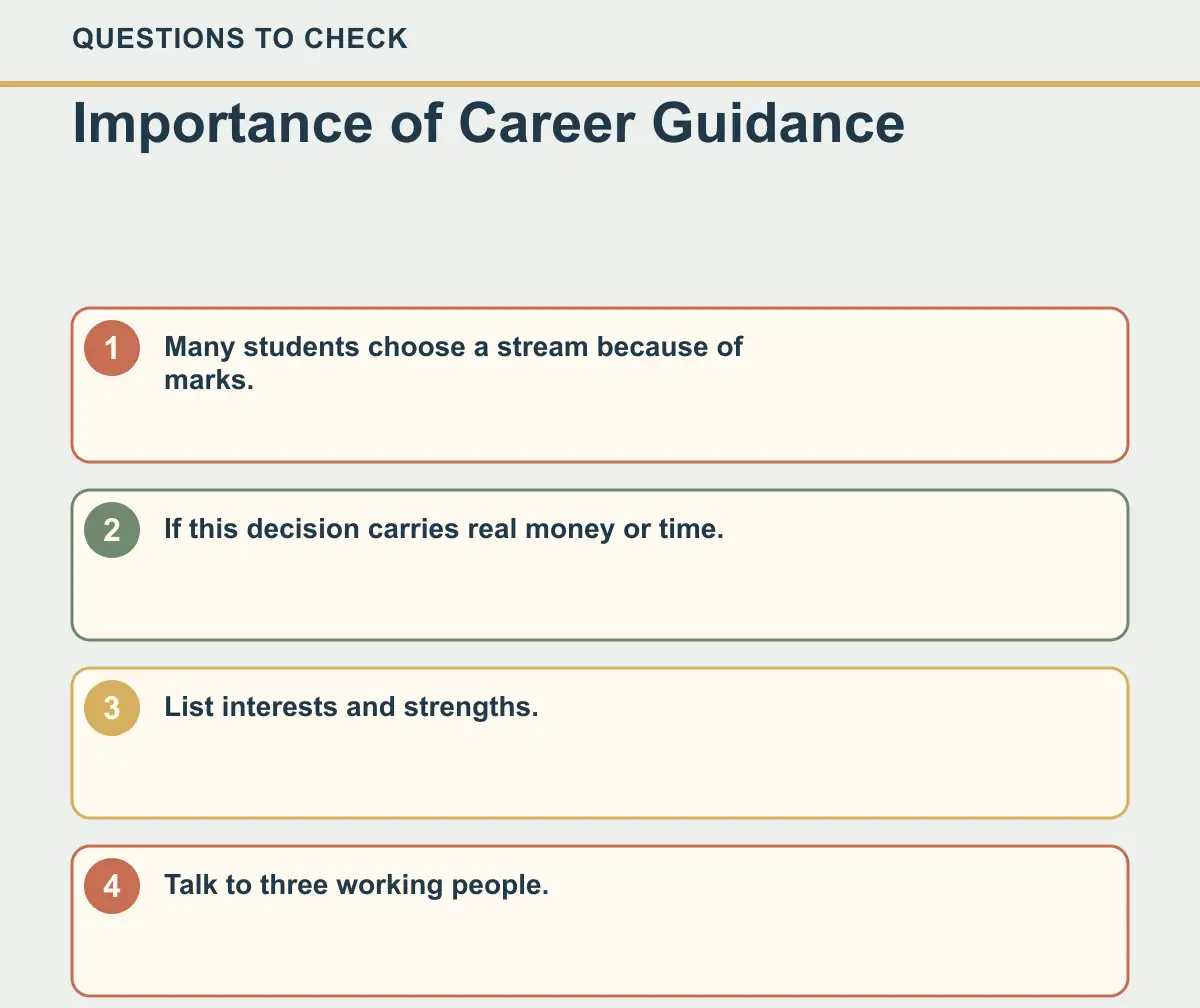 QUESTIONS TO CHECK
Importance of Career Guidance
1
Many students choose a stream because of
marks.
2
If this decision carries real money or time.
3
List interests and strengths.
4
Talk to three working people.